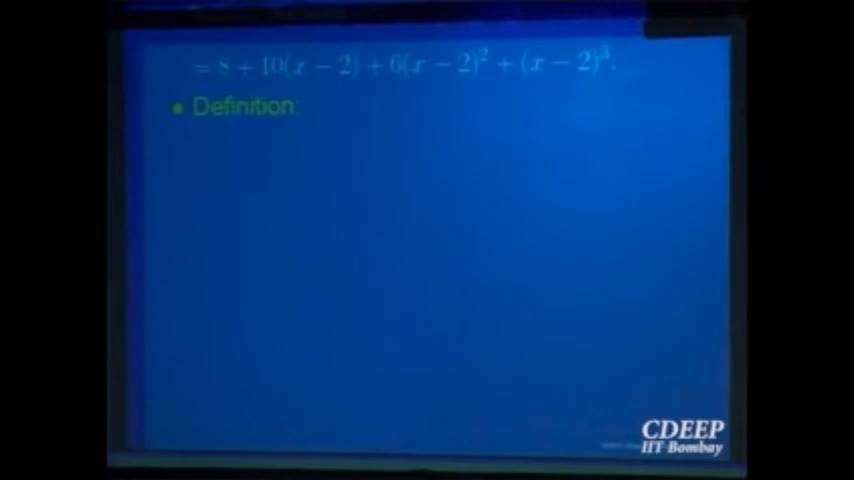 = 8 + 10(x − 2) + 6(x − 2)² + (x − 2)³.
• Definition:
CDEEP
IIT Bombay